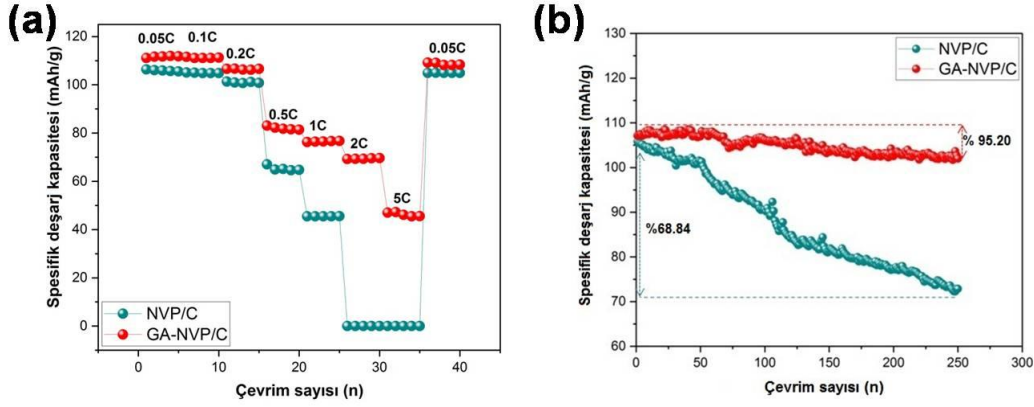 (a)
Spesifik deşarj kapasitesi (mAh/g)
120
100
80
60
40
20
0
0.05C
0.1C
0.2C
0.5C
1C
2C
5C
0.05C
NVP/C
GA-NVP/C
0
10
20
30
40
Çevrim sayısı (n)
(b)
Spesifik deşarj kapasitesi (mAh/g)
130
120
110
100
90
80
70
60
NVP/C
GA-NVP/C
% 95.20
%68.84
0
50
100
150
200
250
300
Çevrim sayısı (n)